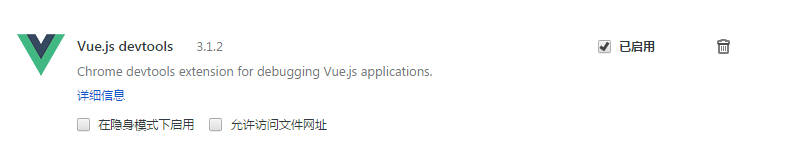 Vue.js devtools 3.1.2 已启用
Chrome devtools extension for debugging Vue.js applications.
详细信息
在隐身模式下启用 允许访问文件网址